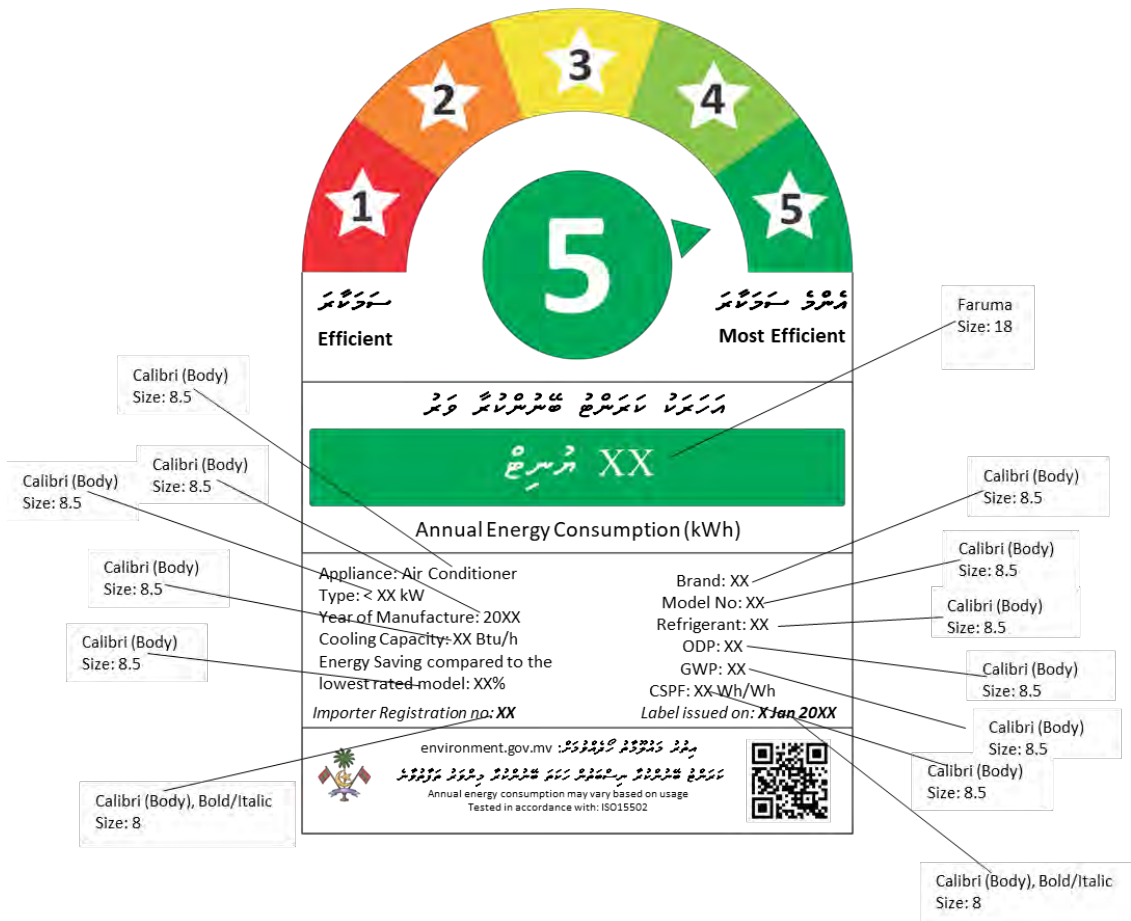 1
2
3
4
5
5
ސަމަކާރަ
Efficient
އެންމެ ސަމަކާރަ
Most Efficient
Faruma
Size: 18
Calibri (Body)
Size: 8.5
އަހަރަކު ކަރަންޓު ބޭނުންކުރާ ވަރު
XX ޔުނިޓް
Annual Energy Consumption (kWh)
Calibri (Body)
Size: 8.5
Calibri (Body)
Size: 8.5
Calibri (Body)
Size: 8.5
Calibri (Body)
Size: 8.5
Appliance: Air Conditioner
Type: < XX kW
Year of Manufacture: 20XX
Cooling Capacity: XX Btu/h
Energy Saving compared to the
lowest rated model: XX%
Importer Registration no: XX
Brand: XX
Model No: XX
Refrigerant: XX
ODP: XX
GWP: XX
CSPF: XX Wh/Wh
Label issued on: X Jan 20XX
Calibri (Body)
Size: 8.5
Calibri (Body)
Size: 8.5
Calibri (Body)
Size: 8.5
Calibri (Body)
Size: 8.5
Calibri (Body)
Size: 8.5
Calibri (Body)
Size: 8.5
އިތުރު މަޢުލޫމާތު ހޯދެއްވުމަށް: environment.gov.mv
ކަރަންޓު ބޭނުންކުރާ ނިސްބަތުން ހަކަތަ ބޭނުންކުރާ މިންވަރު ތަފާތުވާނެ
Annual energy consumption may vary based on usage
Tested in accordance with: ISO15502
Calibri (Body), Bold/Italic
Size: 8
Calibri (Body), Bold/Italic
Size: 8